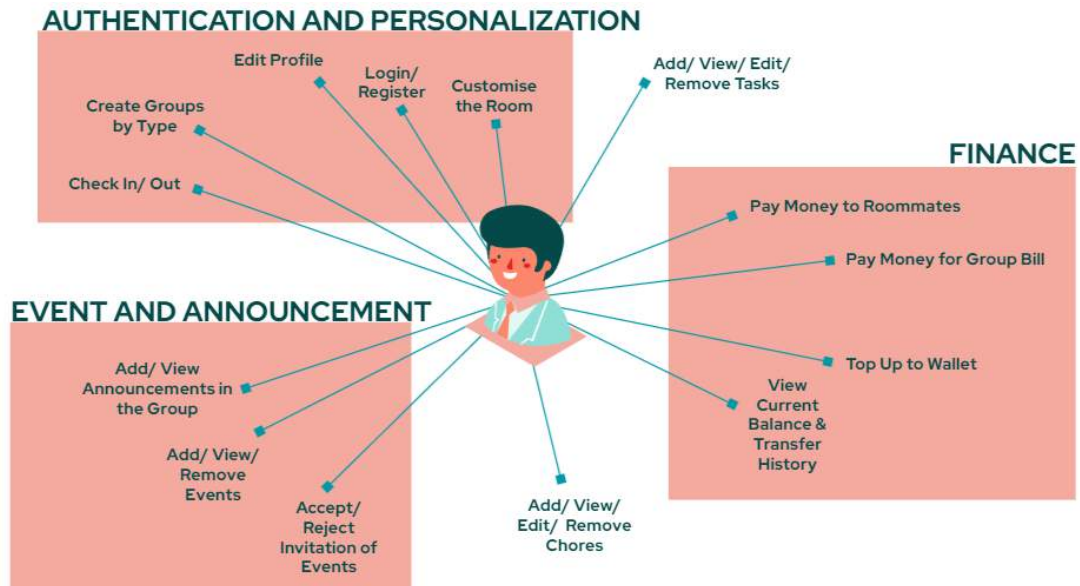 AUTHENTICATION AND PERSONALIZATION
Edit Profile
Login/
Register
Customise
the Room
Create Groups
by Type
Check In/ Out
Add/ View/ Edit/
Remove Tasks
FINANCE
Pay Money to Roommates
Pay Money for Group Bill
Top Up to Wallet
View
Current
Balance &
Transfer
History
EVENT AND ANNOUNCEMENT
Add/ View
Announcements in
the Group
Add/ View/
Remove
Events
Accept/
Reject
Invitation of
Events
Add/ View/
Edit/ Remove
Chores